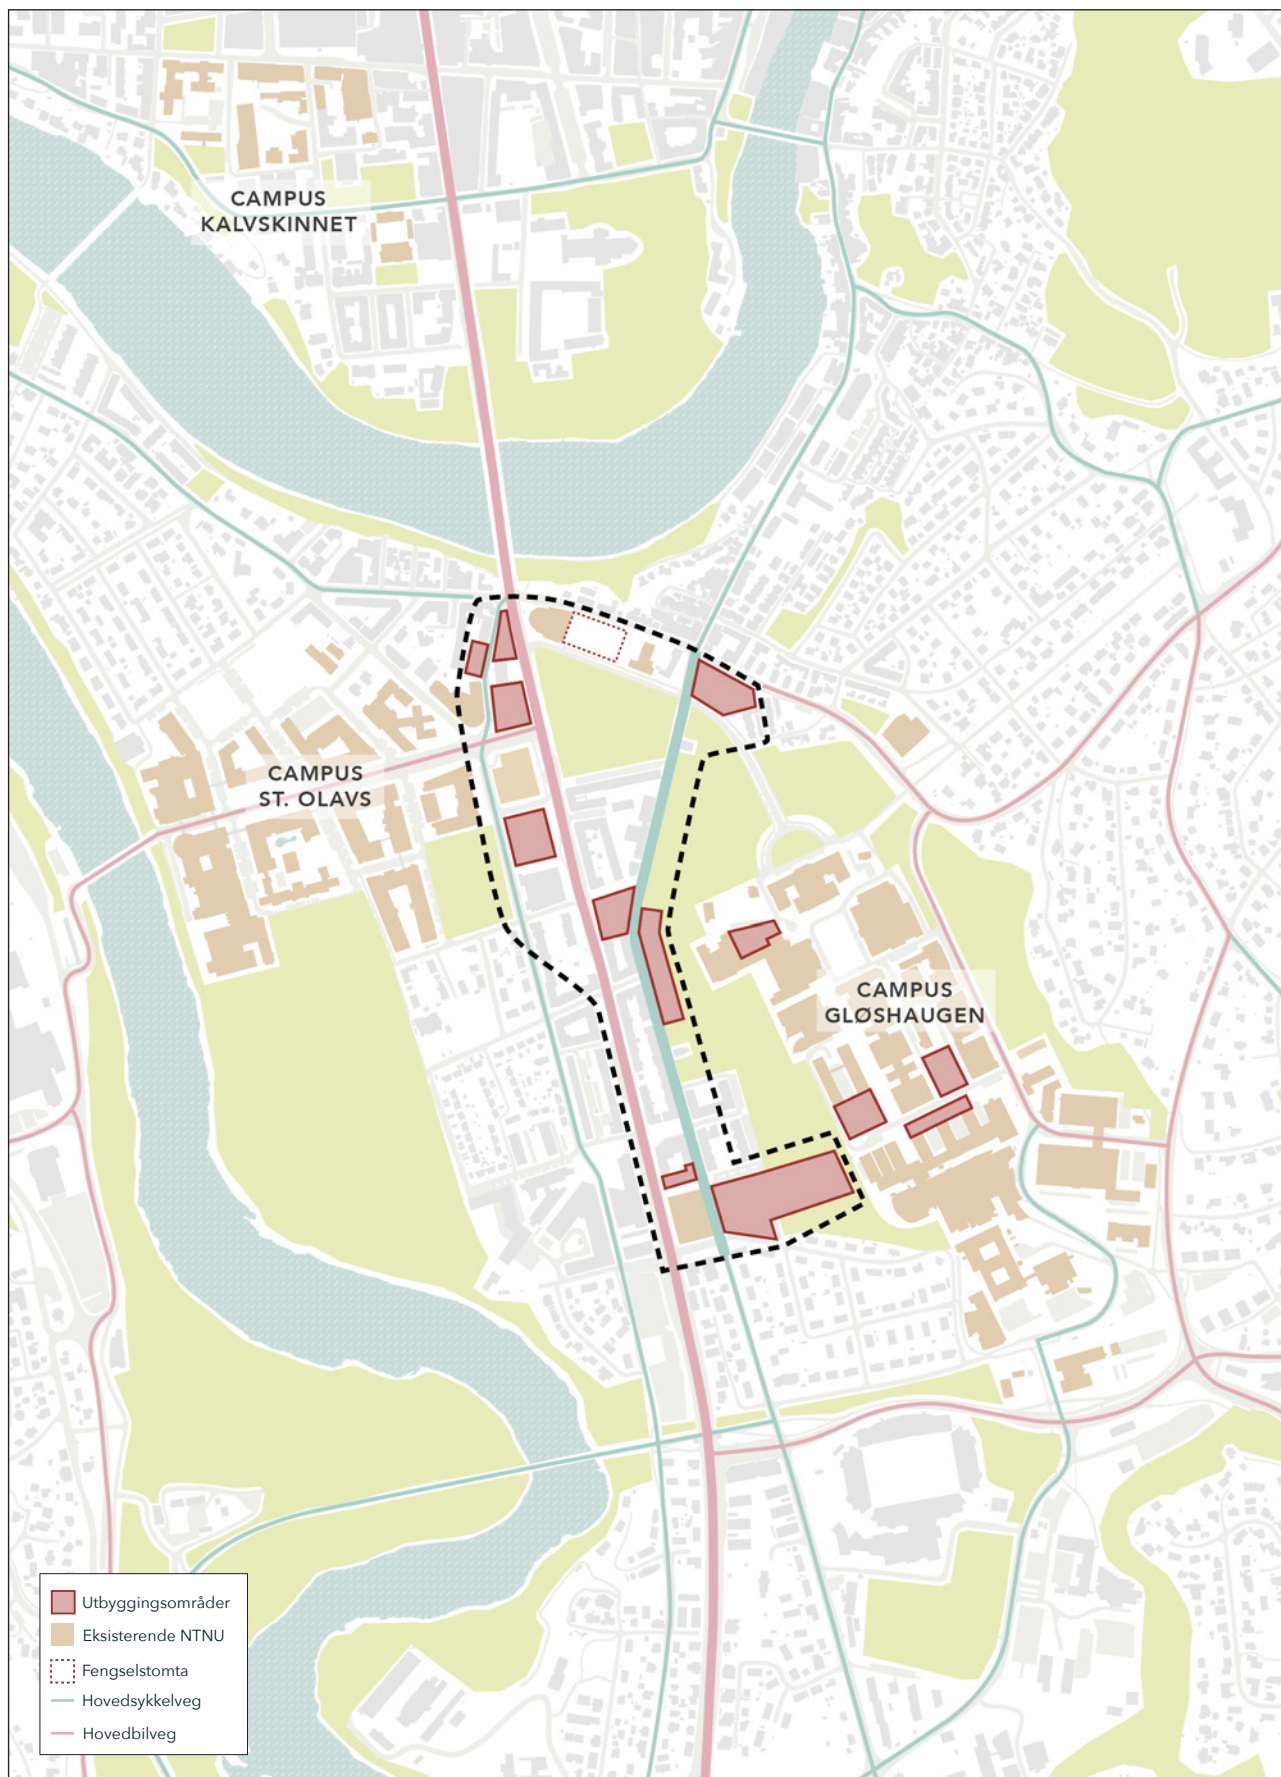 CAMPUS
KALVSKINNET
CAMPUS
ST. OLAVS
CAMPUS
GLØSHAUGEN
Utbyggingsområder
Eksisterende NTNU
Fengselstomta
Hovedsykkelveg
Hovedbilveg